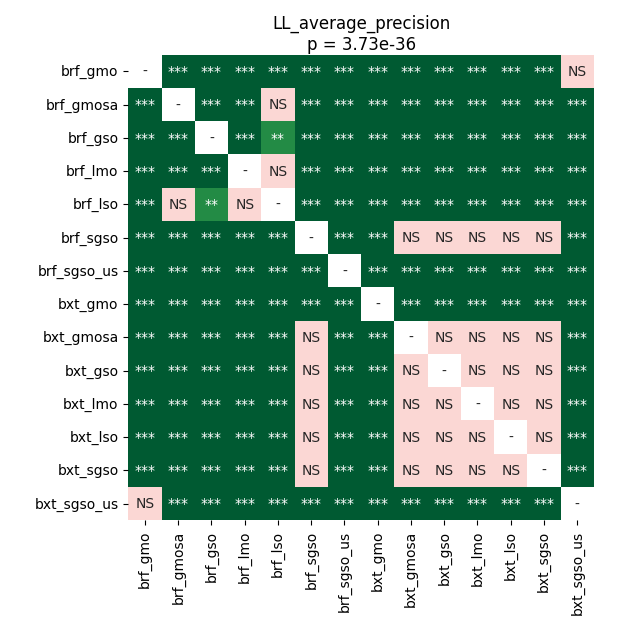 LL_average_precision
p = 3.73e-36
brf_gmo - *** *** *** *** *** *** *** *** *** *** *** *** NS
brf_gmosa *** - *** *** NS *** *** *** *** *** *** *** *** ***
brf_gso *** *** - *** ** *** *** *** *** *** *** *** *** ***
brf_lmo *** *** *** - NS *** *** *** *** *** *** *** *** ***
brf_lso *** NS ** NS - *** *** *** *** *** *** *** *** ***
brf_sgso *** *** *** *** *** - *** *** NS NS NS NS NS ***
brf_sgso_us *** *** *** *** *** *** - *** *** *** *** *** *** ***
bxt_gmo *** *** *** *** *** *** *** - *** *** *** *** *** ***
bxt_gmosa *** *** *** *** *** NS *** *** - NS NS NS NS ***
bxt_gso *** *** *** *** *** NS *** *** NS - NS NS NS ***
bxt_lmo *** *** *** *** *** NS *** *** NS NS - NS NS ***
bxt_lso *** *** *** *** *** NS *** *** NS NS NS - NS ***
bxt_sgso *** *** *** *** *** NS *** *** NS NS NS NS - ***
bxt_sgso_us NS *** *** *** *** *** *** *** *** *** *** *** *** -
brf_gmo
brf_gmosa
brf_gso
brf_lmo
brf_lso
brf_sgso
brf_sgso_us
bxt_gmo
bxt_gmosa
bxt_gso
bxt_lmo
bxt_lso
bxt_sgso
bxt_sgso_us